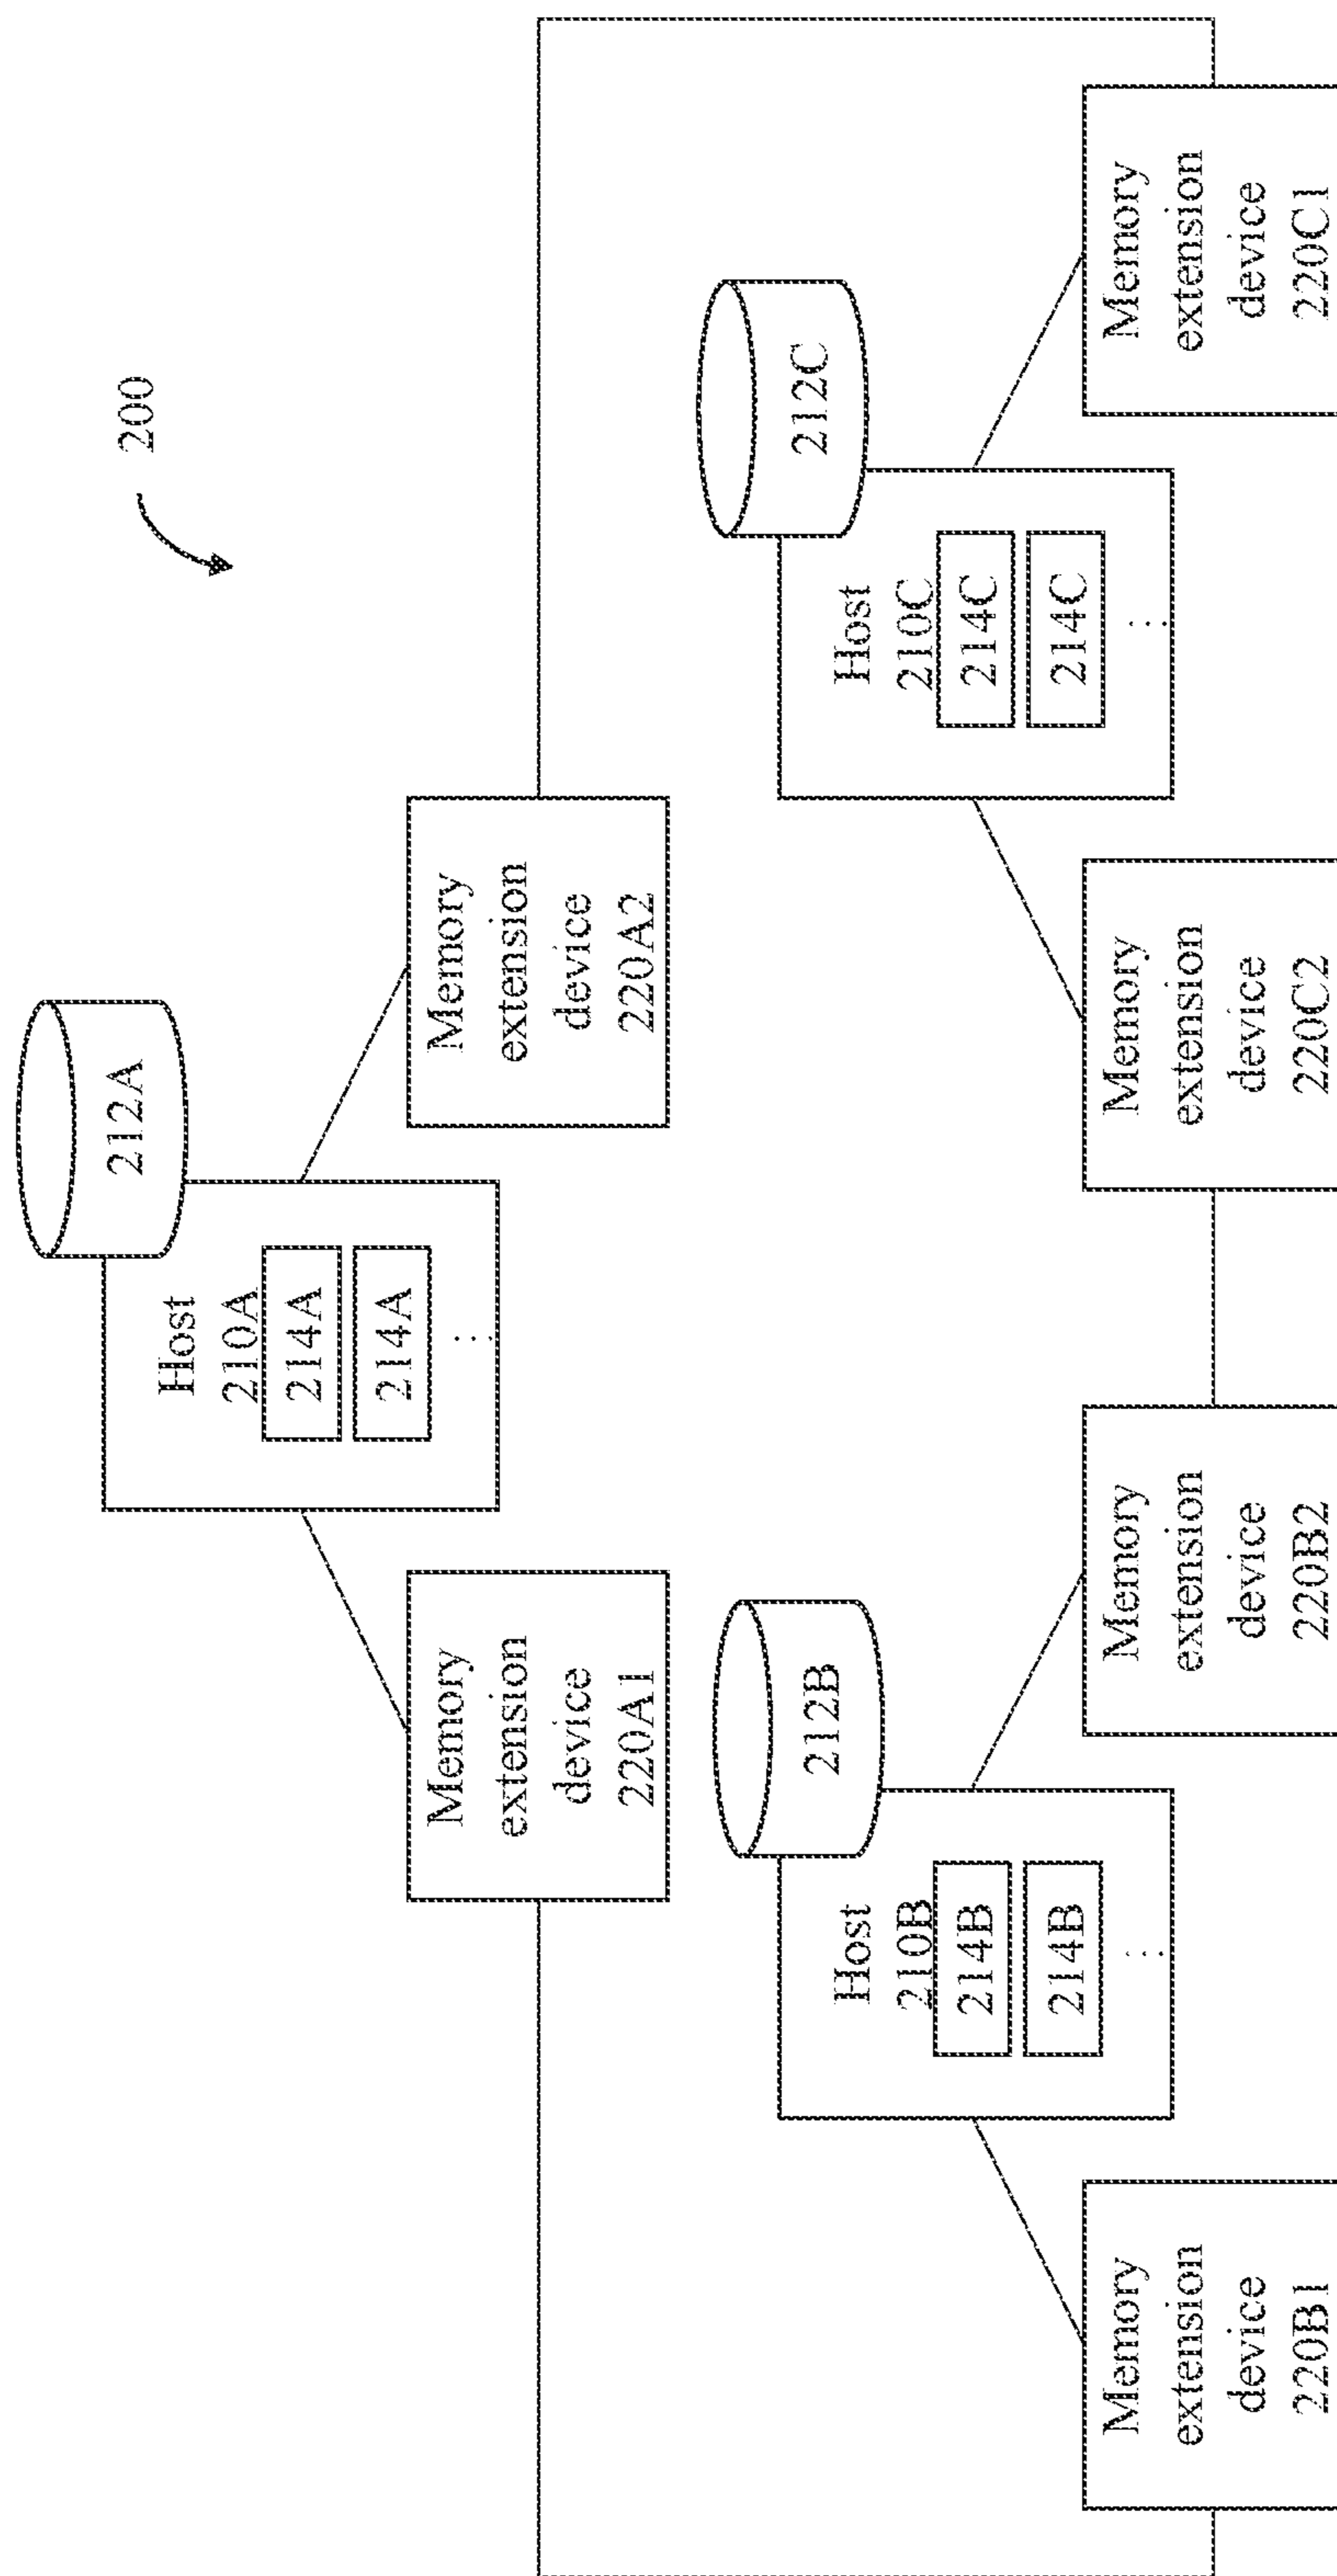 200
212A
Host
210A
214A
214A
⋮
Memory
extension
device
220A1
Memory
extension
device
220A2
212B
Host
210B
214B
214B
⋮
212C
Host
210C
214C
214C
⋮
Memory
extension
device
220B1
Memory
extension
device
220B2
Memory
extension
device
220C2
Memory
extension
device
220C1